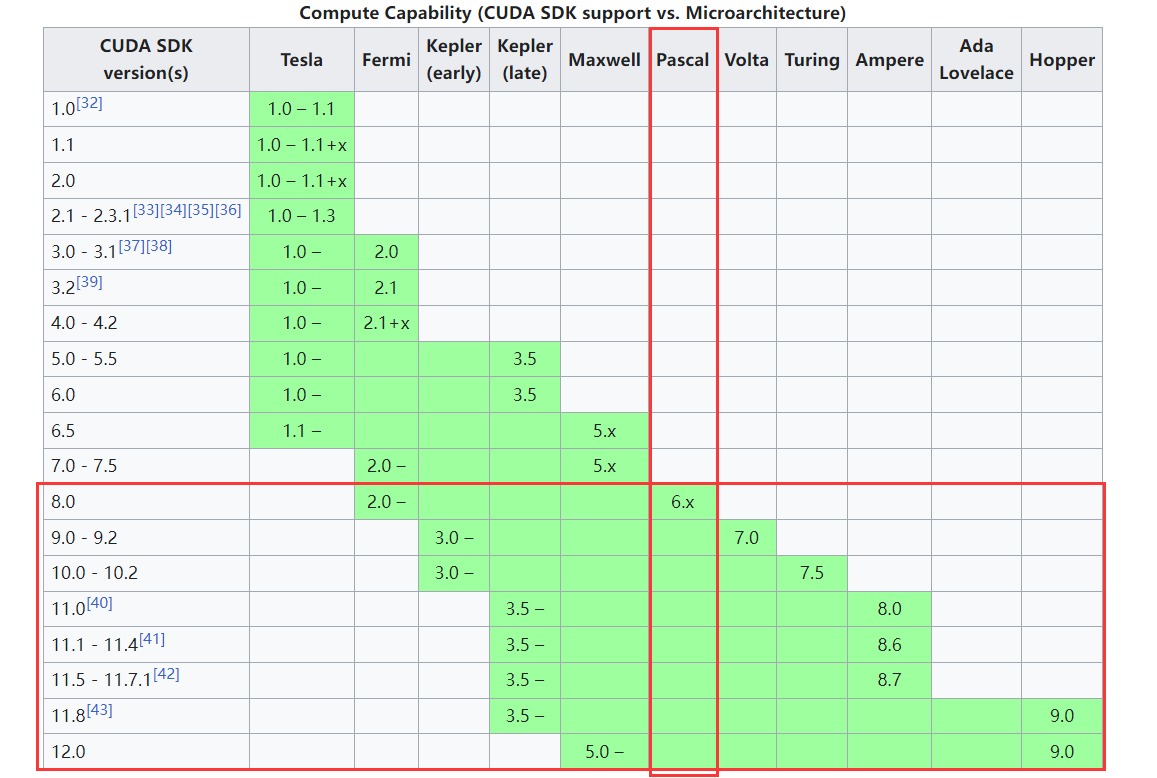 Compute Capability (CUDA SDK support vs. Microarchitecture)
CUDA SDK version(s) Tesla Fermi Kepler (early) Kepler (late) Maxwell Pascal Volta Turing Ampere Ada Lovelace Hopper
1.0[32] 1.0 – 1.1
1.1 1.0 – 1.1+x
2.0 1.0 – 1.1+x
2.1 - 2.3.1[33][34][35][36] 1.0 – 1.3
3.0 - 3.1[37][38] 1.0 – 2.0
3.2[39] 1.0 – 2.1
4.0 - 4.2 1.0 – 2.1+x
5.0 - 5.5 1.0 – 3.5
6.0 1.0 – 3.5
6.5 1.1 – 5.x
7.0 - 7.5 2.0 – 5.x
8.0 2.0 – 6.x
9.0 - 9.2 3.0 – 7.0
10.0 - 10.2 3.0 – 7.5
11.0[40] 3.5 – 8.0
11.1 - 11.4[41] 3.5 – 8.6
11.5 - 11.7.1[42] 3.5 – 8.7
11.8[43] 3.5 – 9.0
12.0 5.0 – 9.0